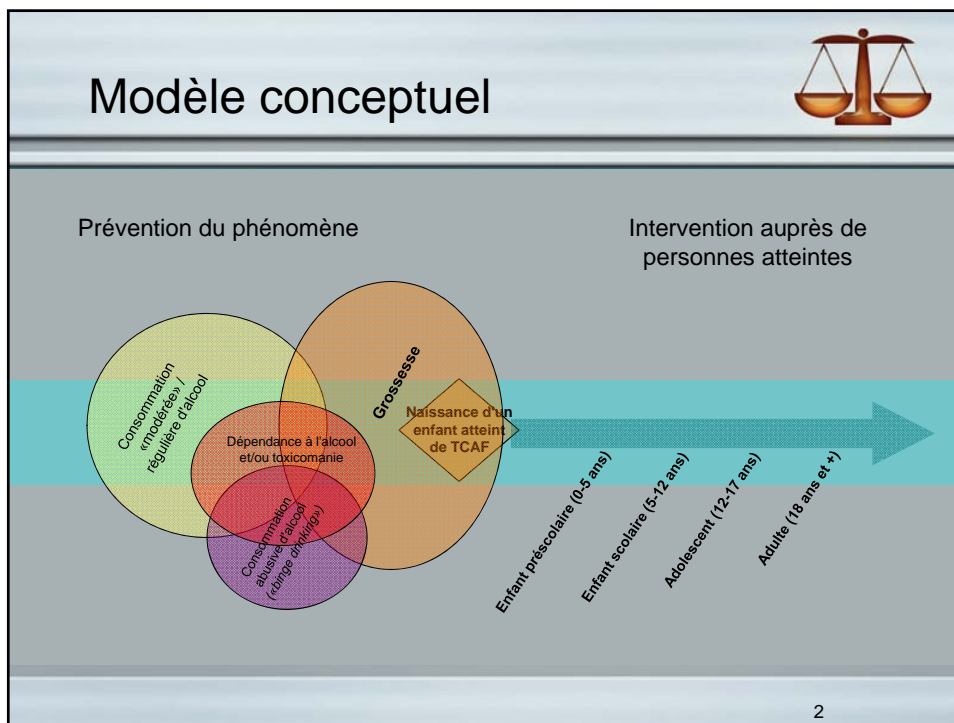 Modèle conceptuel
Prévention du phénomène
Intervention auprès de
personnes atteintes
Consommation
«modérée» /
régulière d'alcool
Grossesse
Dépendance à l'alcool
et/ou toxicomanie
Consommation
abusive d'alcool
(«binge drinking»)
Naissance d'un
enfant atteint
de TCAF
Enfant préscolaire (0-5 ans)
Enfant scolaire (5-12 ans)
Adolescent (12-17 ans)
Adulte (18 ans et +)
2